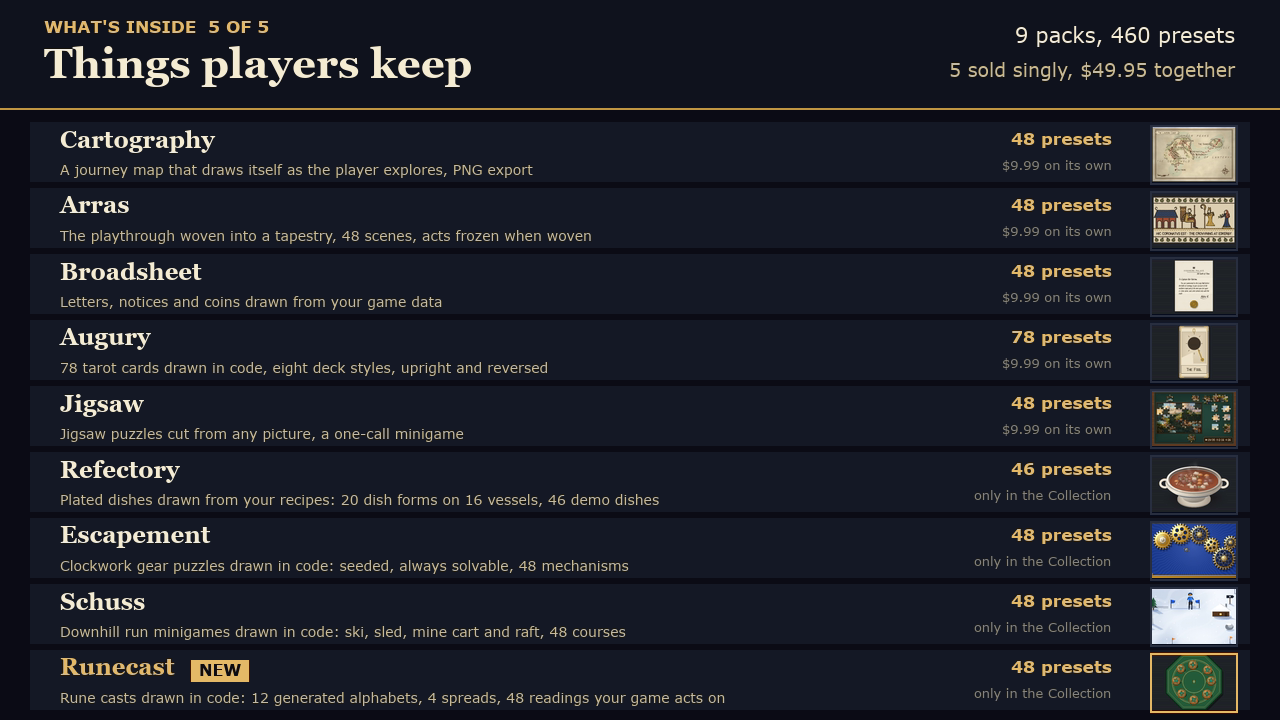 WHAT'S INSIDE 5 OF 5
Things players keep
9 packs, 460 presets
5 sold singly, $49.95 together
Cartography
A journey map that draws itself as the player explores, PNG export
48 presets
$9.99 on its own
Arras
The playthrough woven into a tapestry, 48 scenes, acts frozen when woven
48 presets
$9.99 on its own
Broadsheet
Letters, notices and coins drawn from your game data
48 presets
$9.99 on its own
Augury
78 tarot cards drawn in code, eight deck styles, upright and reversed
78 presets
$9.99 on its own
THE FOOL
Jigsaw
Jigsaw puzzles cut from any picture, a one-call minigame
48 presets
$9.99 on its own
Refectory
Plated dishes drawn from your recipes: 20 dish forms on 16 vessels, 46 demo dishes
46 presets
only in the Collection
Escapement
Clockwork gear puzzles drawn in code: seeded, always solvable, 48 mechanisms
48 presets
only in the Collection
Schuss
Downhill run minigames drawn in code: ski, sled, mine cart and raft, 48 courses
48 presets
only in the Collection
Runecast NEW
Rune casts drawn in code: 12 generated alphabets, 4 spreads, 48 readings your game acts on
48 presets
only in the Collection